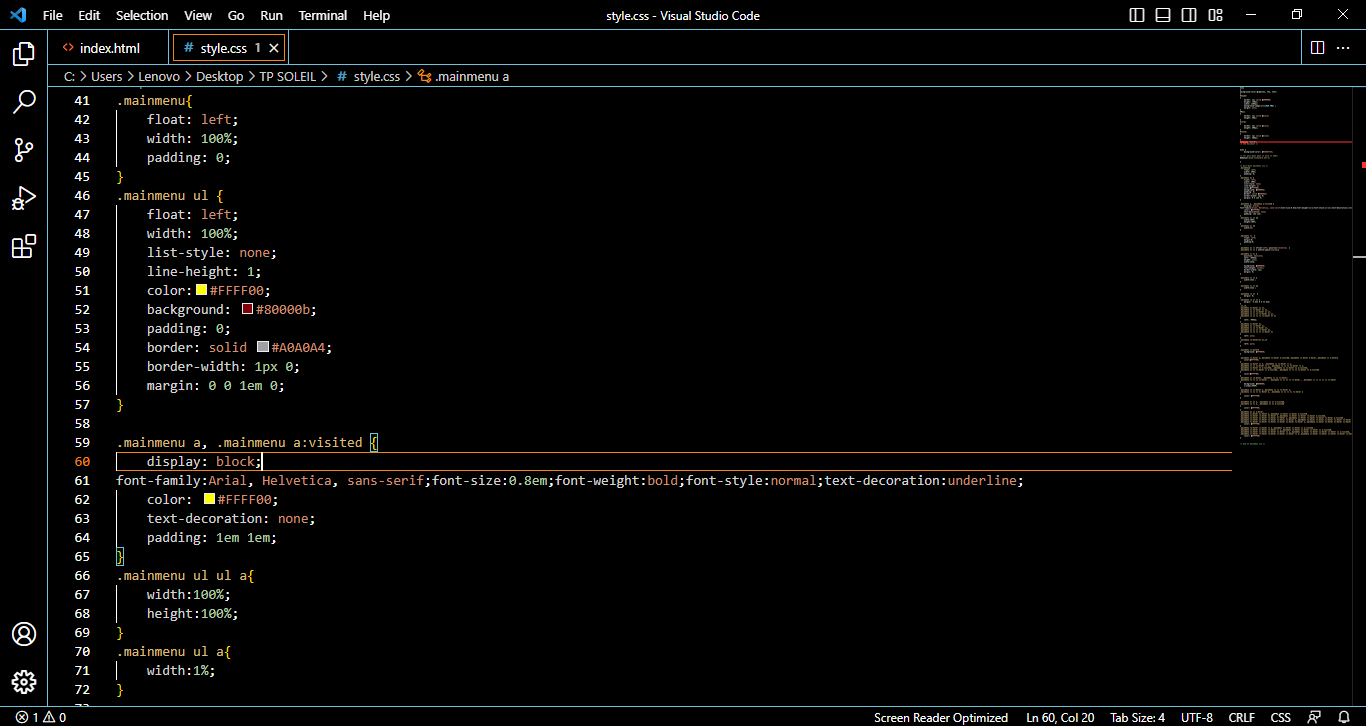 File Edit Selection View Go Run Terminal Help style.css - Visual Studio Code
index.html style.css 1
C: > Users > Lenovo > Desktop > TP SOLEIL > # style.css > .mainmenu a
41 .mainmenu{
42 float: left;
43 width: 100%;
44 padding: 0;
45 }
46 .mainmenu ul {
47 float: left;
48 width: 100%;
49 list-style: none;
50 line-height: 1;
51 color: #FFFF00;
52 background: #80000b;
53 padding: 0;
54 border: solid #A0A0A4;
55 border-width: 1px 0;
56 margin: 0 0 1em 0;
57 }
58
59 .mainmenu a, .mainmenu a:visited {
60 display: block;
61 font-family:Arial, Helvetica, sans-serif;font-size:0.8em;font-weight:bold;font-style:normal;text-decoration:underline;
62 color: #FFFF00;
63 text-decoration: none;
64 padding: 1em 1em;
65 }
66 .mainmenu ul ul a{
67 width:100%;
68 height:100%;
69 }
70 .mainmenu ul a{
71 width:1%;
72 }
1 0 Screen Reader Optimized Ln 60, Col 20 Tab Size: 4 UTF-8 CRLF CSS